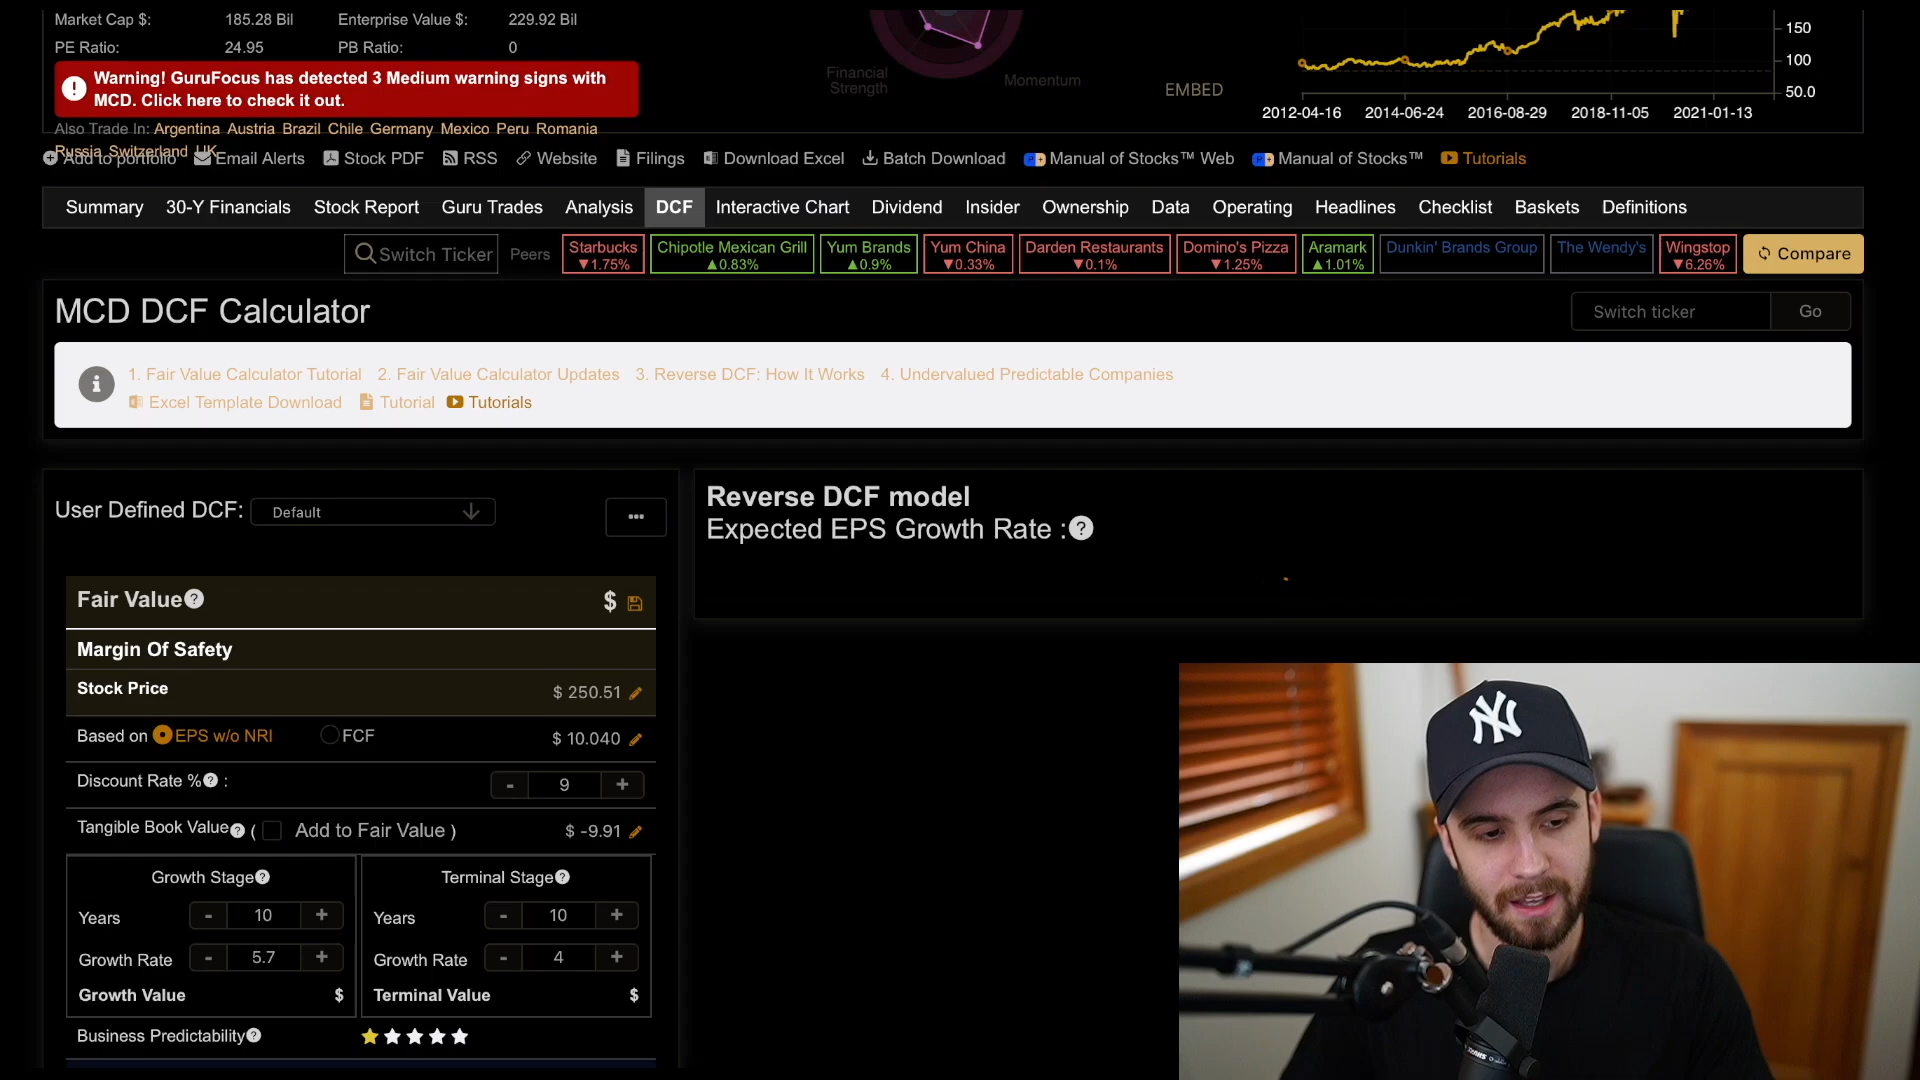 Market Cap $: 185.28 Bil Enterprise Value $: 229.92 Bil
PE Ratio: 24.95 PB Ratio: 0
Warning! GuruFocus has detected 3 Medium warning signs with
MCD. Click here to check it out.
Also Trade In: Argentina Austria Brazil Chile Germany Mexico Peru Romania
Russia Switzerland UK
Financial
Strength
Momentum
EMBED
150
100
50.0
2012-04-16 2014-06-24 2016-08-29 2018-11-05 2021-01-13
Add to portfolio Email Alerts Stock PDF RSS Website Filings Download Excel Batch Download Manual of Stocks™ Web Manual of Stocks™ Tutorials
Summary 30-Y Financials Stock Report Guru Trades Analysis DCF Interactive Chart Dividend Insider Ownership Data Operating Headlines Checklist Baskets Definitions
Switch Ticker Peers Starbucks Chipotle Mexican Grill Yum Brands Yum China Darden Restaurants Domino's Pizza Aramark Dunkin' Brands Group The Wendy's Wingstop Compare
▼1.75% ▲0.83% ▲0.9% ▼0.33% ▼0.1% ▼1.25% ▲1.01% ▼6.26%
MCD DCF Calculator
Switch ticker Go
1. Fair Value Calculator Tutorial 2. Fair Value Calculator Updates 3. Reverse DCF: How It Works 4. Undervalued Predictable Companies
Excel Template Download Tutorial Tutorials
User Defined DCF: Default ...
Fair Value $
Margin Of Safety
Stock Price $ 250.51
Based on EPS w/o NRI FCF $ 10.040
Discount Rate % : - 9 +
Tangible Book Value ( Add to Fair Value ) $ -9.91
Growth Stage
Years - 10 +
Growth Rate - 5.7 +
Growth Value $
Terminal Stage
Years - 10 +
Growth Rate - 4 +
Terminal Value $
Business Predictability
Reverse DCF model
Expected EPS Growth Rate :
NY